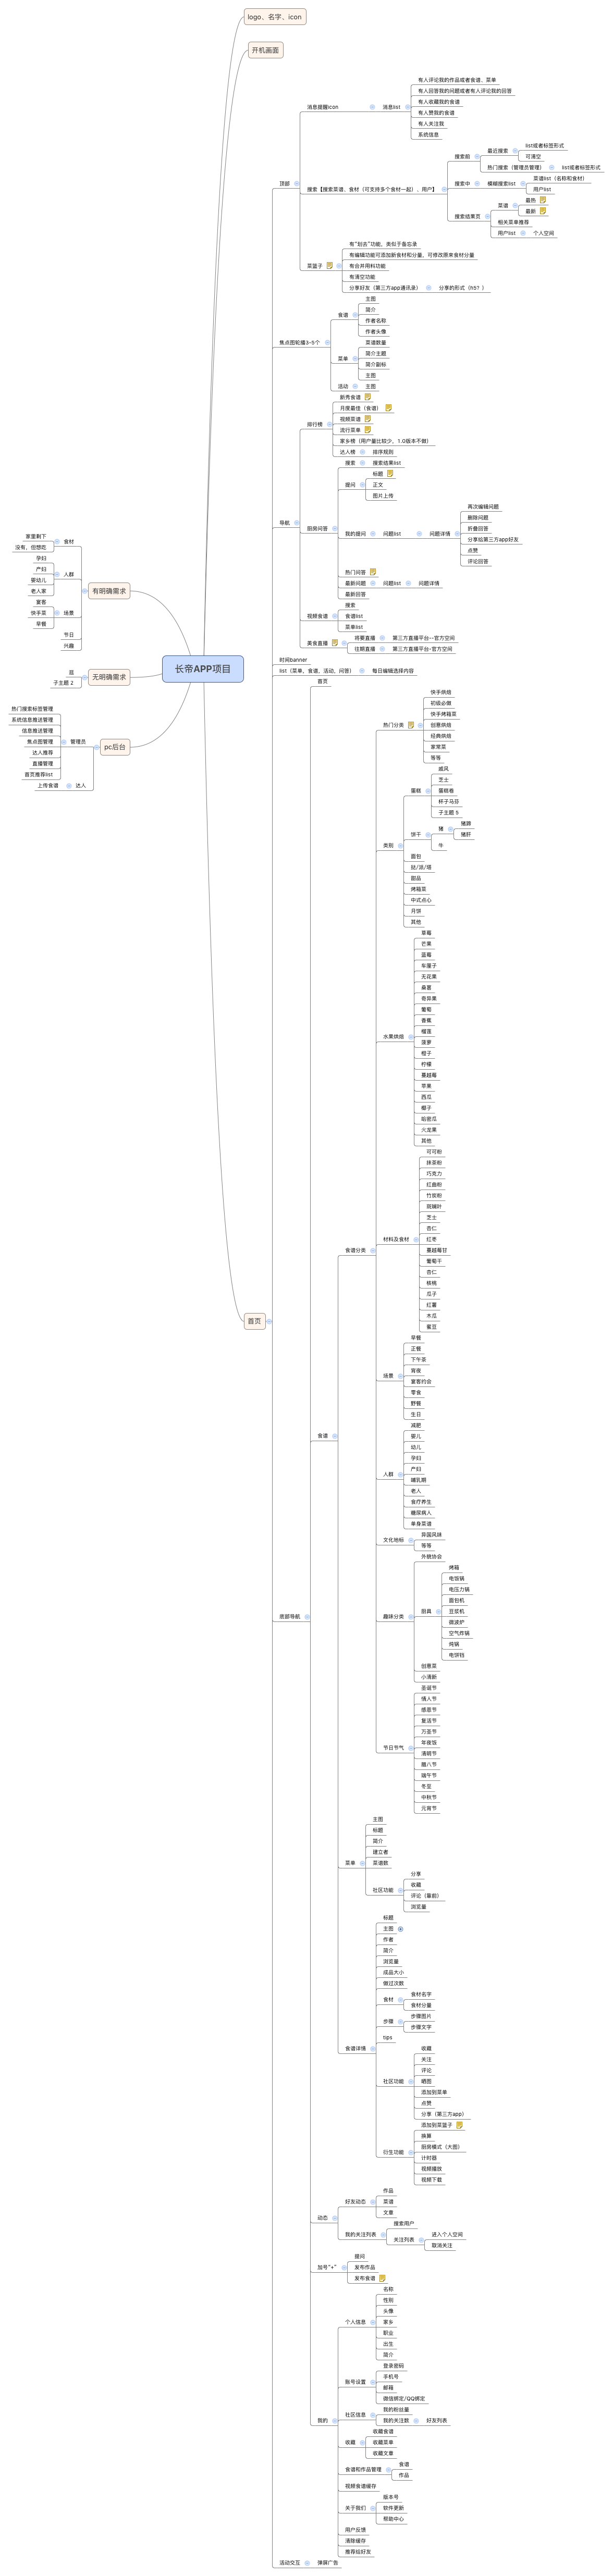 logo、名字、icon
开机画面
有人评论我的作品或者食谱、菜单
有人回答我的问题或者有人评论我的回答
消息提醒icon
消息list
有人收藏我的食谱
有人赞我的食谱
有人关注我
系统信息
最近搜索
list或者标签形式
可清空
搜索前
热门搜索（管理员管理）
list或者标签形式
顶部
搜索【搜索菜谱、食材（可支持多个食材一起）、用户】
搜索中
模糊搜索list
菜谱list（名称和食材）
用户list
搜索结果页
菜谱
最热
最新
相关菜单推荐
用户list
个人空间
有“划去”功能，类似于备忘录
有编辑功能可添加新食材和分量，可修改原来食材分量
菜篮子
有合并用料功能
有清空功能
分享好友（第三方app通讯录）
分享的形式（h5？）
焦点图轮播3-5个
食谱
主图
简介
作者名称
作者头像
菜单
菜谱数量
简介主题
简介副标
主图
活动
主图
导航
排行榜
新秀食谱
月度最佳（食谱）
视频菜谱
流行菜单
家乡榜（用户量比较少，1.0版本不做）
达人榜
排序规则
厨房问答
搜索
搜索结果list
提问
标题
正文
图片上传
我的提问
问题list
问题详情
再次编辑问题
删除问题
折叠回答
分享给第三方app好友
点赞
评论回答
热门问答
最新问题
问题list
问题详情
最新回答
视频食谱
搜索
食谱list
菜单list
美食直播
将要直播
第三方直播平台--官方空间
往期直播
第三方直播平台-官方空间
家里剩下
没有，但想吃
食材
孕妇
产妇
婴幼儿
老人家
人群
有明确需求
宴客
快手菜
早餐
场景
节日
兴趣
长帝APP项目
逛
子主题 2
无明确需求
热门搜索标签管理
系统信息推送管理
信息推送管理
焦点图管理
达人推荐
直播管理
首页推荐list
管理员
pc后台
上传食谱
达人
时间banner
list（菜单、食谱、活动、问答）
每日编辑选择内容
首页
首页
热门分类
快手烘焙
初级必做
快手烤箱菜
创意烘焙
经典烘焙
家常菜
等等
类别
蛋糕
戚风
芝士
蛋糕卷
杯子马芬
子主题 5
饼干
猪
猪蹄
猪肝
牛
面包
挞/派/塔
甜品
烤箱菜
中式点心
月饼
其他
水果烘焙
草莓
芒果
蓝莓
车厘子
无花果
桑葚
奇异果
葡萄
香蕉
榴莲
菠萝
橙子
柠檬
蔓越莓
苹果
西瓜
椰子
哈密瓜
火龙果
其他
食谱分类
材料及食材
可可粉
抹茶粉
巧克力
红曲粉
竹炭粉
斑斓叶
芝士
杏仁
红枣
蔓越莓甘
葡萄干
杏仁
核桃
瓜子
红薯
木瓜
蜜豆
场景
早餐
正餐
下午茶
宵夜
宴客约会
零食
野餐
生日
食谱
人群
减肥
婴儿
幼儿
孕妇
产妇
哺乳期
老人
食疗养生
糖尿病人
单身菜谱
文化地标
异国风味
等等
趣味分类
外貌协会
厨具
烤箱
电饭锅
电压力锅
面包机
豆浆机
微波炉
空气炸锅
炖锅
电饼铛
创意菜
小清新
底部导航
节日节气
圣诞节
情人节
感恩节
复活节
万圣节
年夜饭
清明节
腊八节
端午节
冬至
中秋节
元宵节
菜单
主图
标题
简介
建立者
菜谱数
社区功能
分享
收藏
评论（量前）
浏览量
食谱详情
标题
主图
作者
简介
浏览量
成品大小
做过次数
食材
食材名字
食材分量
步骤
步骤图片
步骤文字
tips
社区功能
收藏
关注
评论
晒图
添加到菜单
点赞
分享（第三方app）
衍生功能
添加到菜篮子
换算
厨房模式（大图）
计时器
视频播放
视频下载
动态
好友动态
作品
菜谱
文章
我的关注列表
搜索用户
关注列表
进入个人空间
取消关注
加号“+”
提问
发布作品
发布食谱
我的
个人信息
名称
性别
头像
家乡
职业
出生
简介
账号设置
登录密码
手机号
邮箱
微信绑定/QQ绑定
社区信息
我的粉丝量
我的关注数
好友列表
收藏
收藏食谱
收藏菜单
收藏文章
食谱和作品管理
食谱
作品
视频食谱缓存
关于我们
版本号
软件更新
帮助中心
用户反馈
清除缓存
推荐给好友
活动交互
弹屏广告